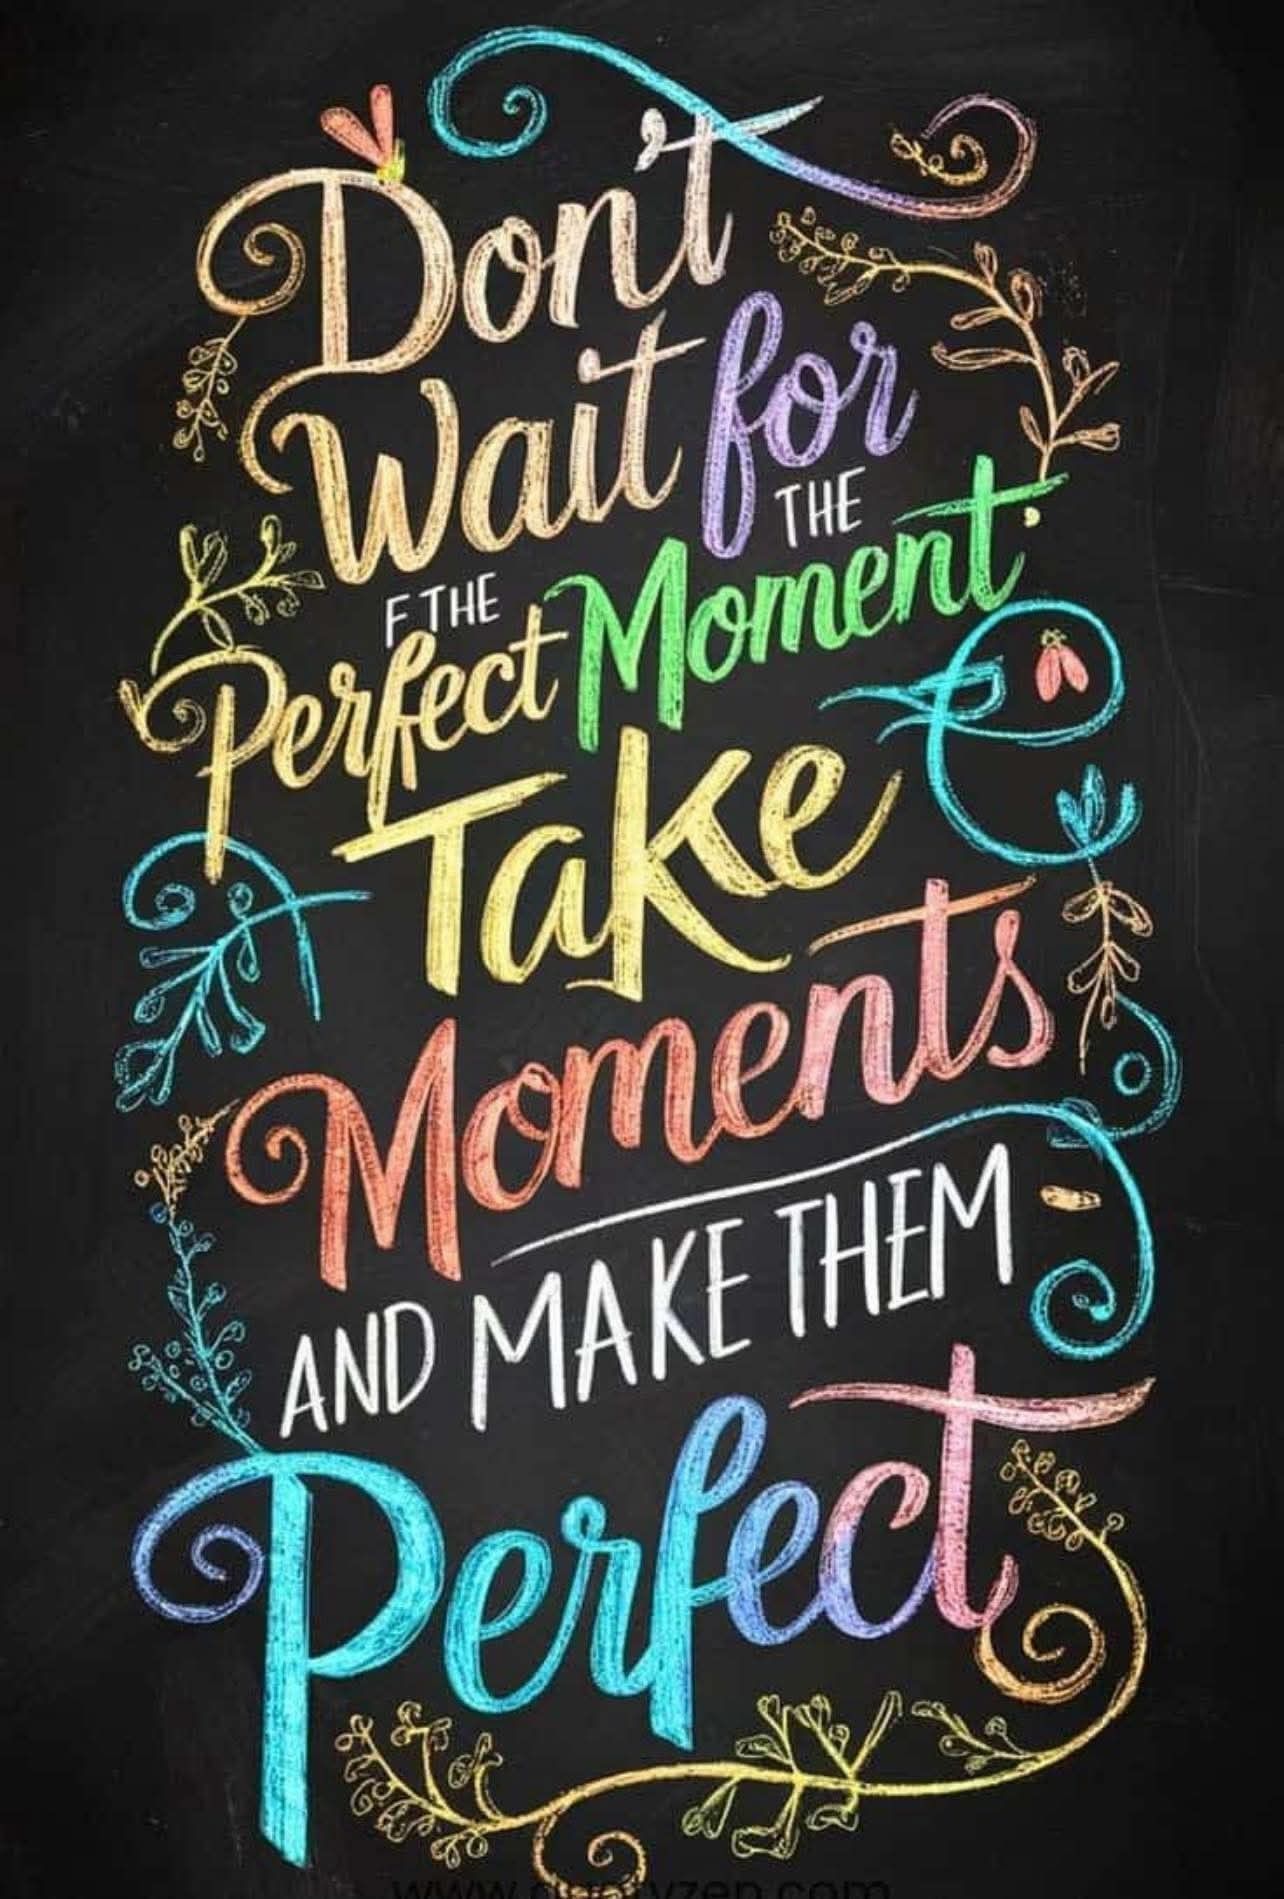 Don't
Wait for
THE
F THE
Perfect Moment
Take
Moments
AND MAKE THEM
Perfect